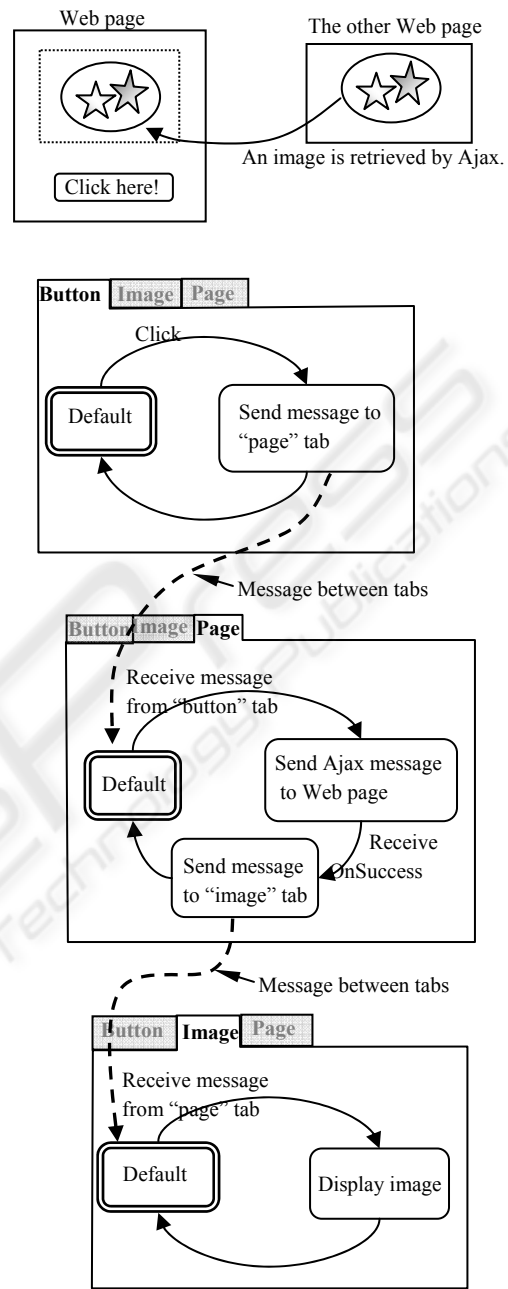 Web page
The other Web page
An image is retrieved by Ajax.
Click here!
Button Image Page
Click
Default
Send message to
“page” tab
Message between tabs
Button Image Page
Receive message
from “button” tab
Default
Send Ajax message
to Web page
Receive
OnSuccess
Send message
to “image” tab
Message between tabs
Button Image Page
Receive message
from “page” tab
Default
Display image
Technology Publications